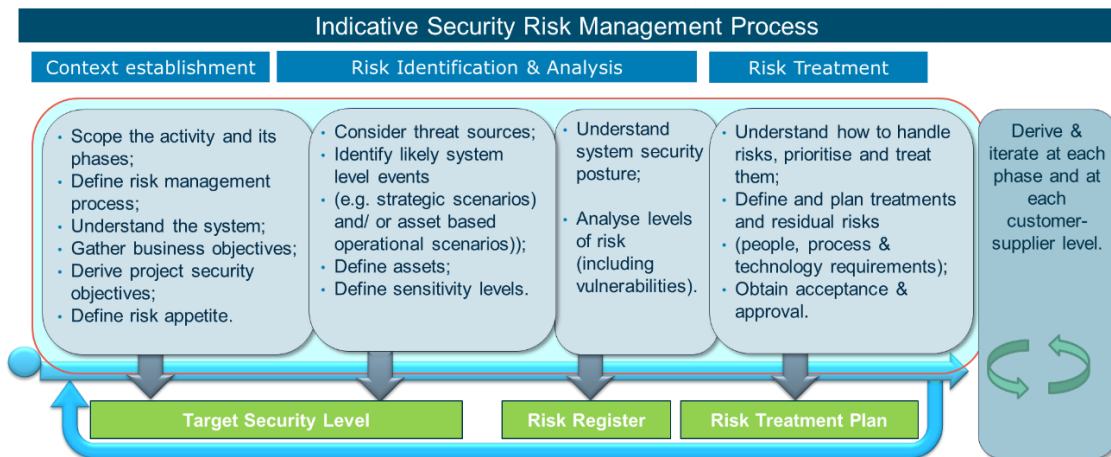 Indicative Security Risk Management Process
Context establishment
Risk Identification & Analysis
Risk Treatment
• Scope the activity and its
phases;
• Define risk management
process;
• Understand the system;
• Gather business objectives;
• Derive project security
objectives;
• Define risk appetite.
• Consider threat sources;
• Identify likely system
level events
• (e.g. strategic scenarios)
and/ or asset based
operational scenarios));
• Define assets;
• Define sensitivity levels.
• Understand
system security
posture;
• Analyse levels
of risk
(including
vulnerabilities).
• Understand how to handle
risks, prioritise and treat
them;
• Define and plan treatments
and residual risks
• (people, process &
technology requirements);
• Obtain acceptance &
approval.
Derive &
iterate at each
phase and at
each
customer-
supplier level.
Target Security Level
Risk Register
Risk Treatment Plan